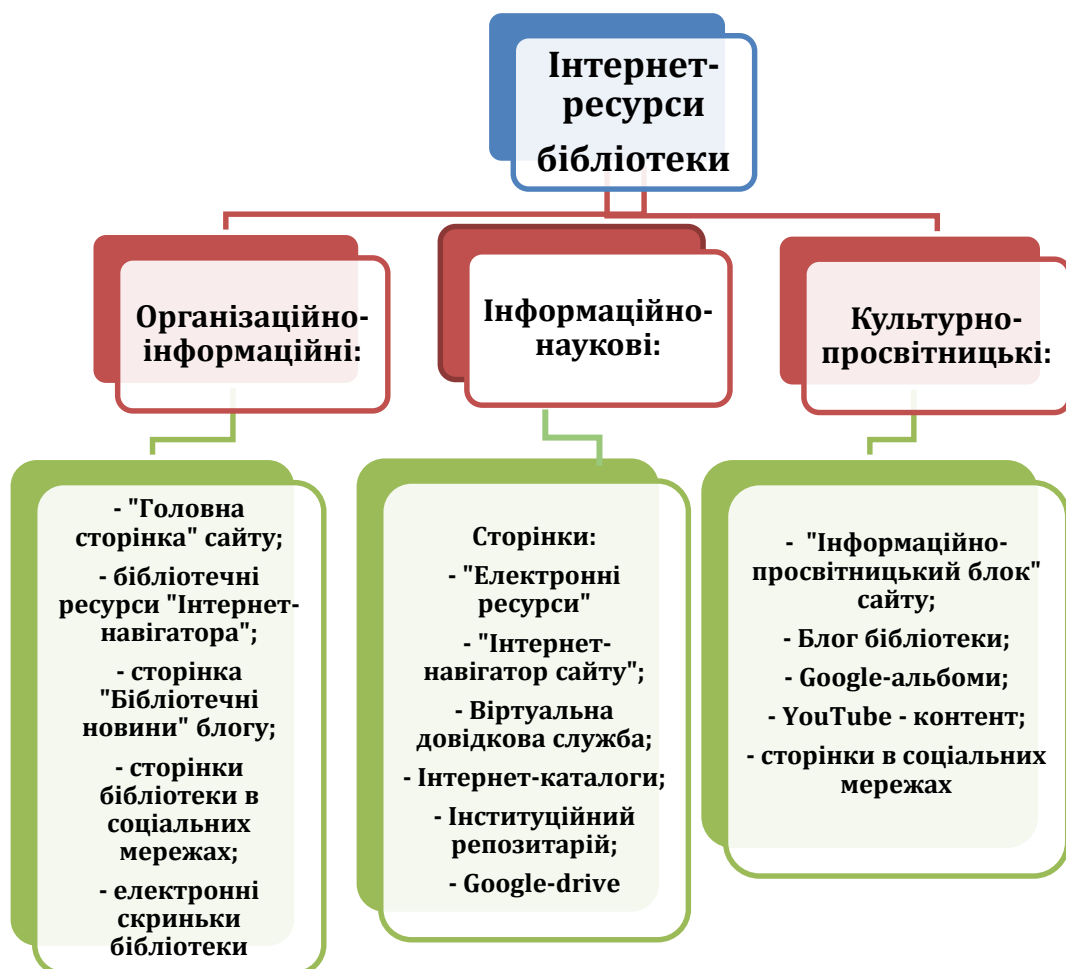 Інтернет-
ресурси
бібліотеки
Організаційно-
інформаційні:
Інформаційно-
наукові:
Культурно-
просвітницькі:
- "Головна
сторінка" сайту;
- бібліотечні
ресурси "Інтернет-
навігатора";
- сторінка
"Бібліотечні
новини" блогу;
- сторінки
бібліотеки в
соціальних
мережах;
- електронні
скриньки
бібліотеки
Сторінки:
- "Електронні
ресурси"
- "Інтернет-
навігатор сайту";
- Віртуальна
довідкова служба;
- Інтернет-каталоги;
- Інституційний
репозитарій;
- Google-drive
- "Інформаційно-
просвітницький блок"
сайту;
- Блог бібліотеки;
- Google-альбоми;
- YouTube - контент;
- сторінки в соціальних
мережах